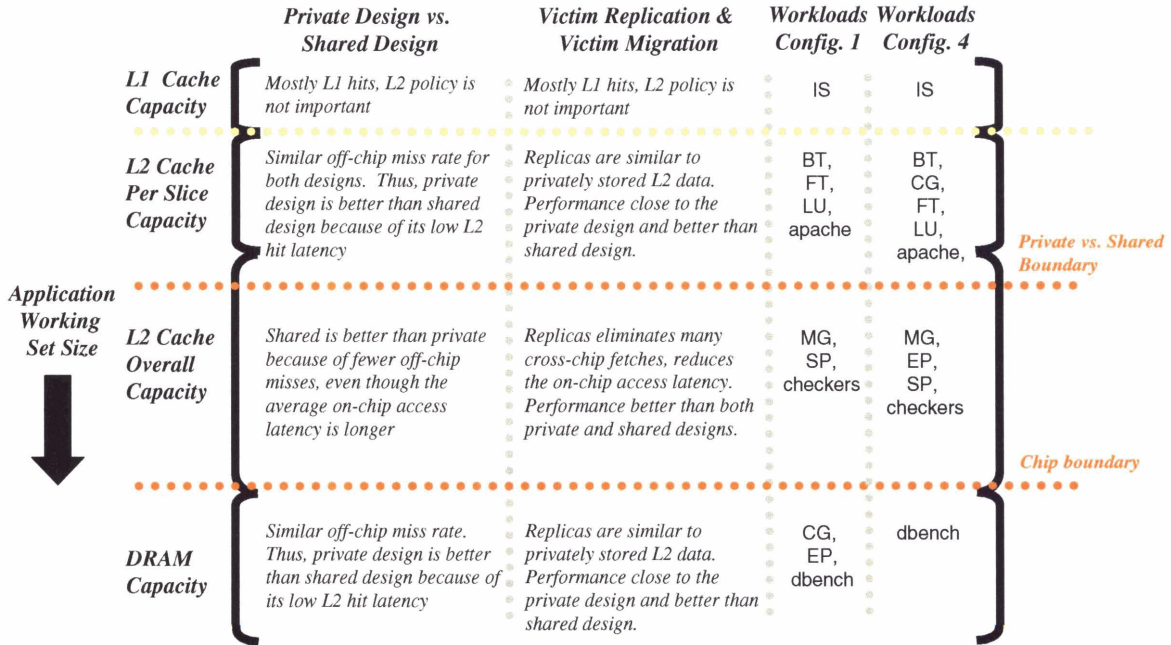 Private Design vs.
Shared Design
Victim Replication &
Victim Migration
Workloads
Config. 1
Workloads
Config. 4
L1 Cache
Capacity
Mostly L1 hits, L2 policy is
not important
Mostly L1 hits, L2 policy is
not important
IS
IS
L2 Cache
Per Slice
Capacity
Similar off-chip miss rate for
both designs. Thus, private
design is better than shared
design because of its low L2
hit latency
Replicas are similar to
privately stored L2 data.
Performance close to the
private design and better than
shared design.
BT,
FT,
LU,
apache
BT,
CG,
FT,
LU,
apache,
Private vs. Shared
Boundary
Application
Working
Set Size
L2 Cache
Overall
Capacity
Shared is better than private
because of fewer off-chip
misses, even though the
average on-chip access
latency is longer
Replicas eliminates many
cross-chip fetches, reduces
the on-chip access latency.
Performance better than both
private and shared designs.
MG,
SP,
checkers
MG,
EP,
SP,
checkers
Chip boundary
DRAM
Capacity
Similar off-chip miss rate.
Thus, private design is better
than shared design because of
its low L2 hit latency
Replicas are similar to
privately stored L2 data.
Performance close to the
private design and better than
shared design.
CG,
EP,
dbench
dbench